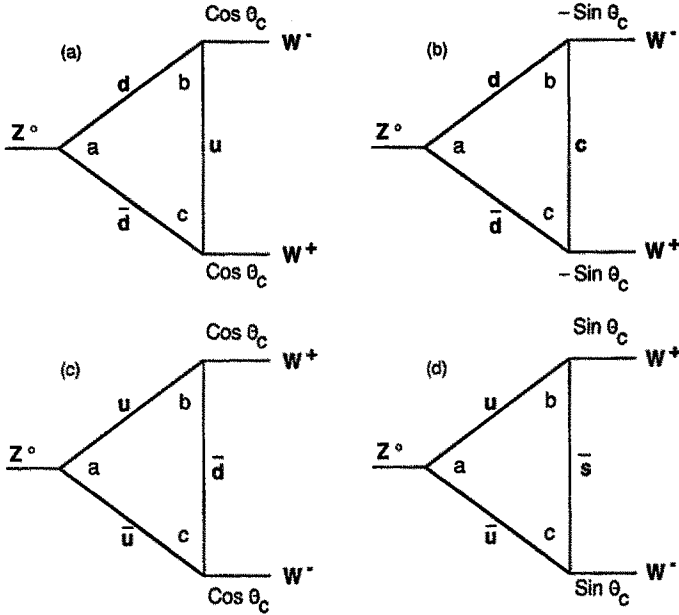 Cos θc
(a)
W⁻
d
b
Z°
a
u
d̄
c
W⁺
Cos θc
− Sin θc
(b)
W⁻
d
b
Z°
a
c
d̄
c
W⁺
− Sin θc
Cos θc
(c)
W⁺
u
b
Z°
a
d̄
ū
c
W⁻
Cos θc
Sin θc
(d)
W⁺
u
b
Z°
a
s̄
ū
c
W⁻
Sin θc